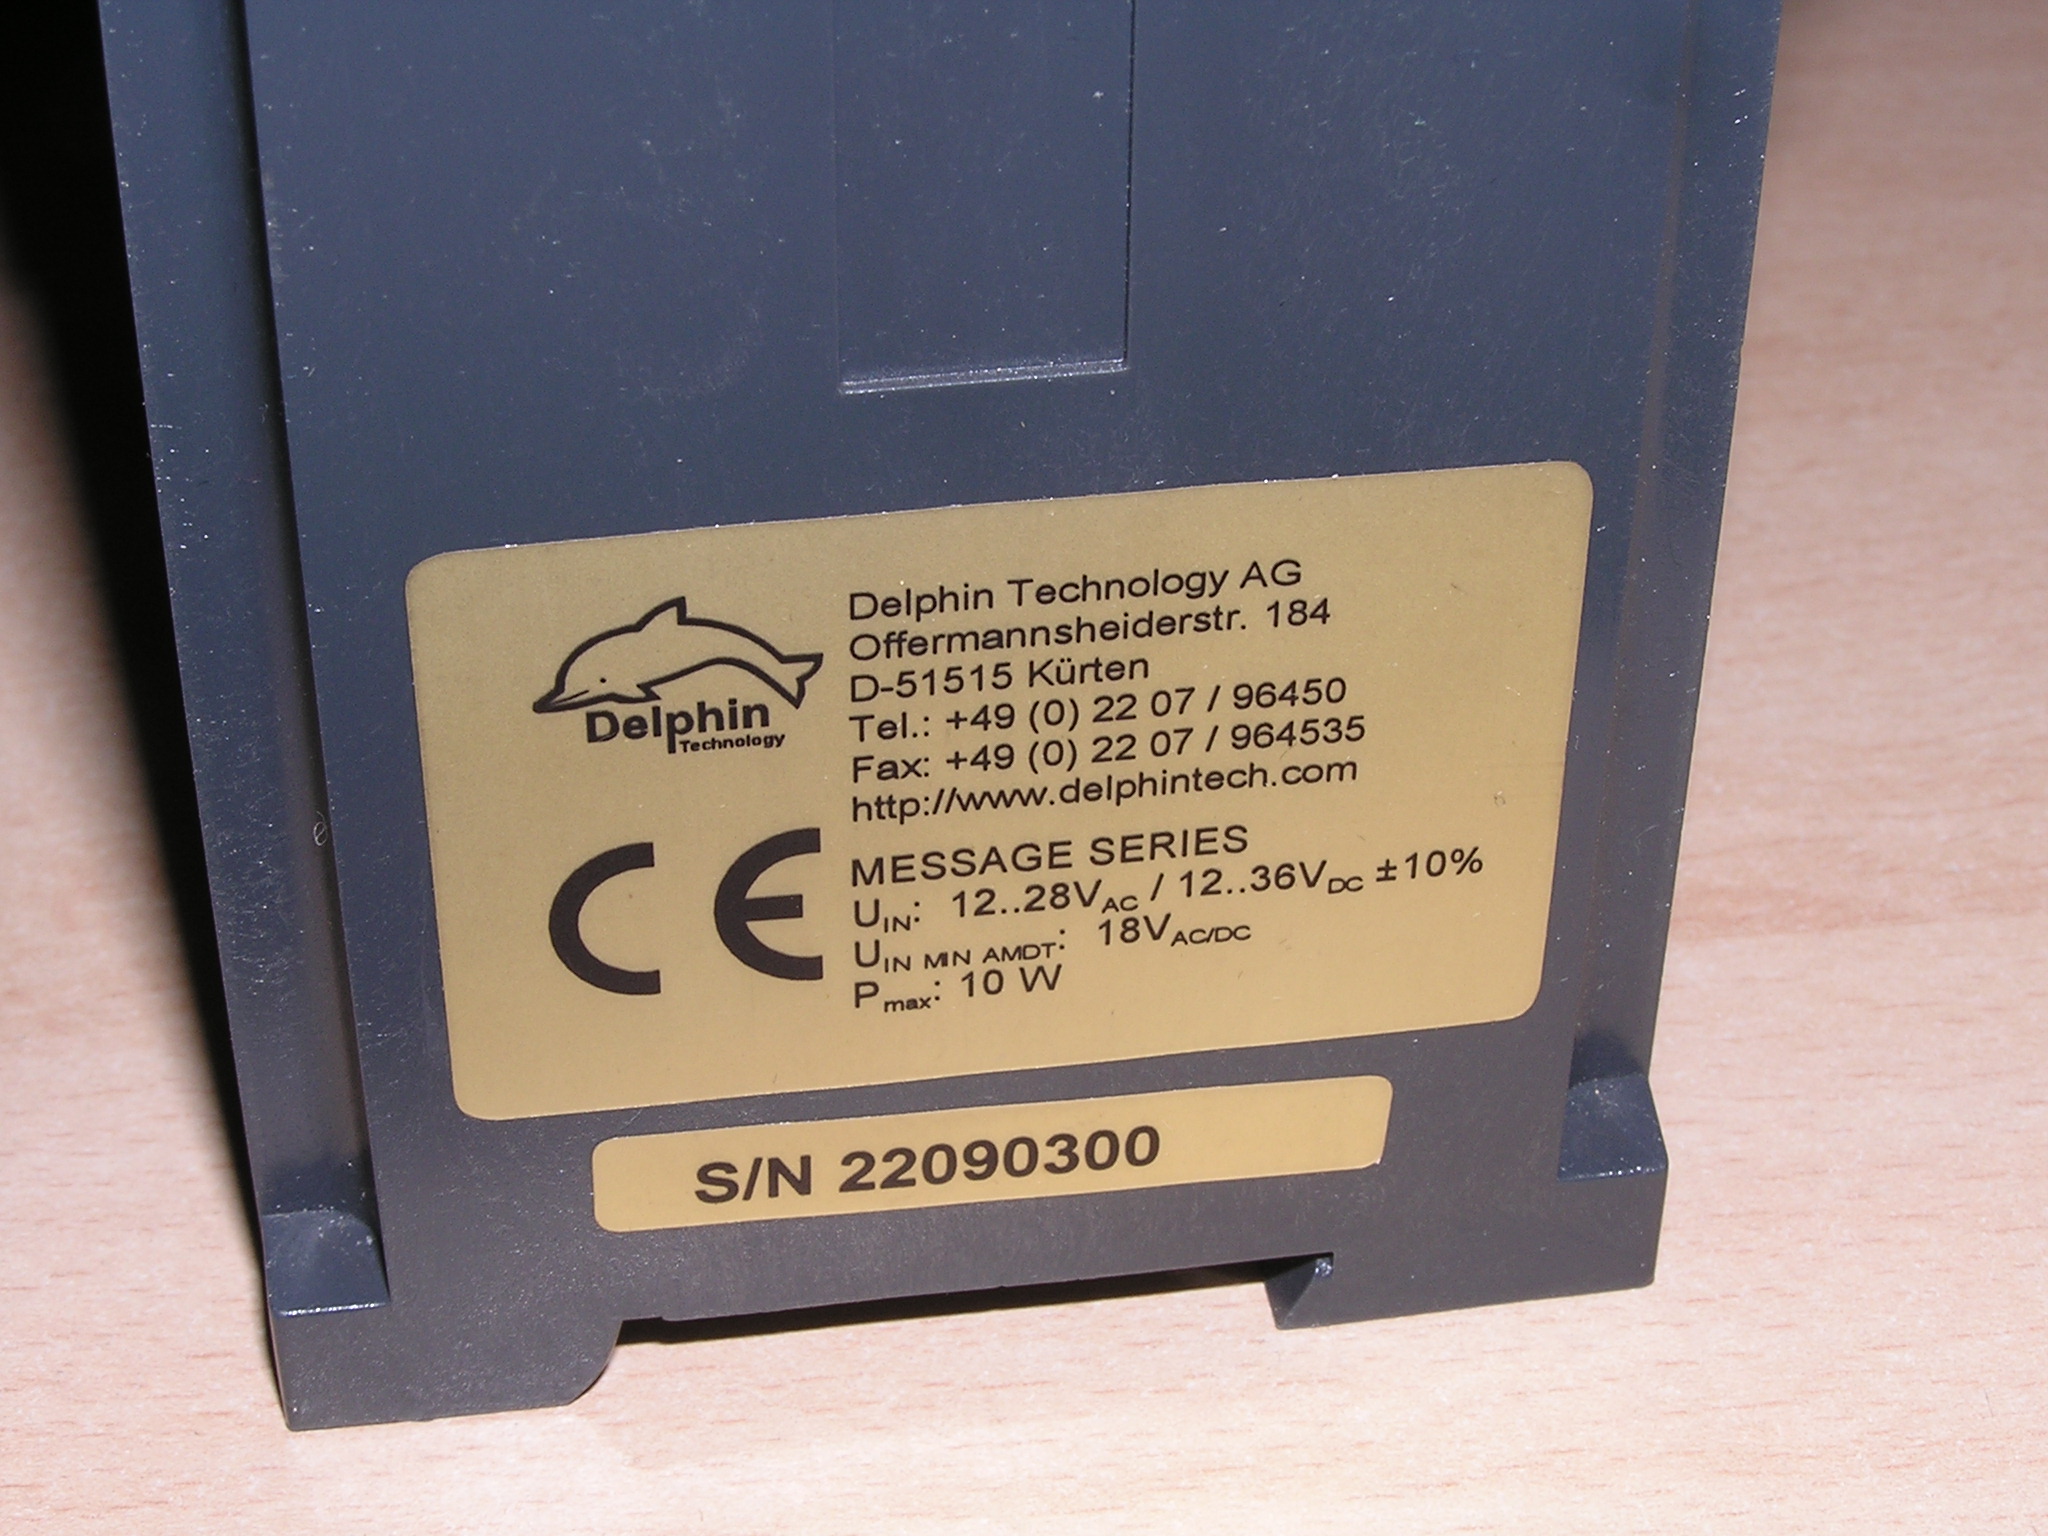 Delphin
Technology
Delphin Technology AG
Offermannsheiderstr. 184
D-51515 Kürten
Tel.: +49 (0) 22 07 / 96450
Fax: +49 (0) 22 07 / 964535
http://www.delphintech.com
CE
MESSAGE SERIES
UIN: 12..28VAC / 12..36VDC ±10%
UIN MIN AMDT: 18VAC/DC
Pmax: 10 W
S/N 22090300